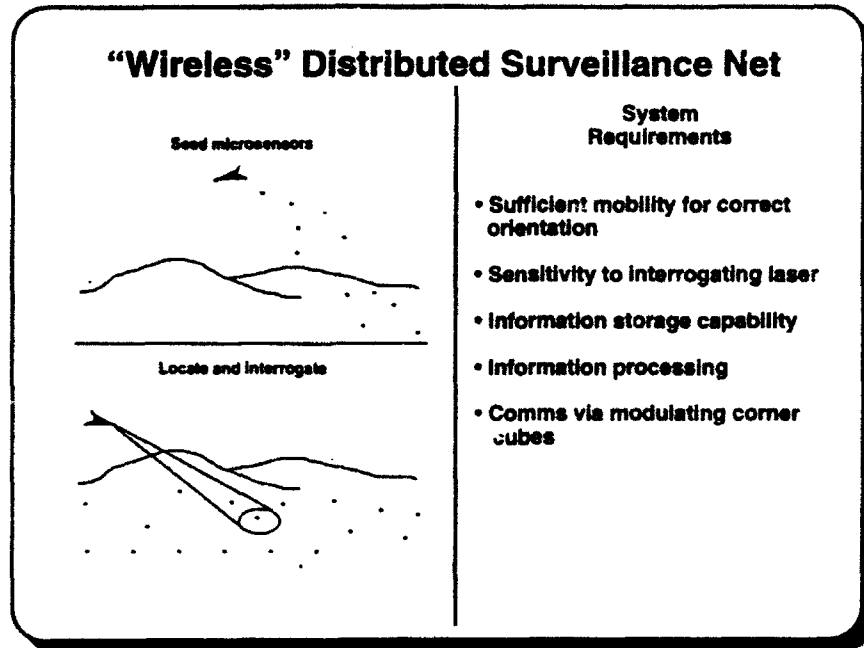 “Wireless” Distributed Surveillance Net
Seed microsensors
Locate and interrogate
System
Requirements
• Sufficient mobility for correct
orientation
• Sensitivity to interrogating laser
• Information storage capability
• Information processing
• Comms via modulating corner
cubes